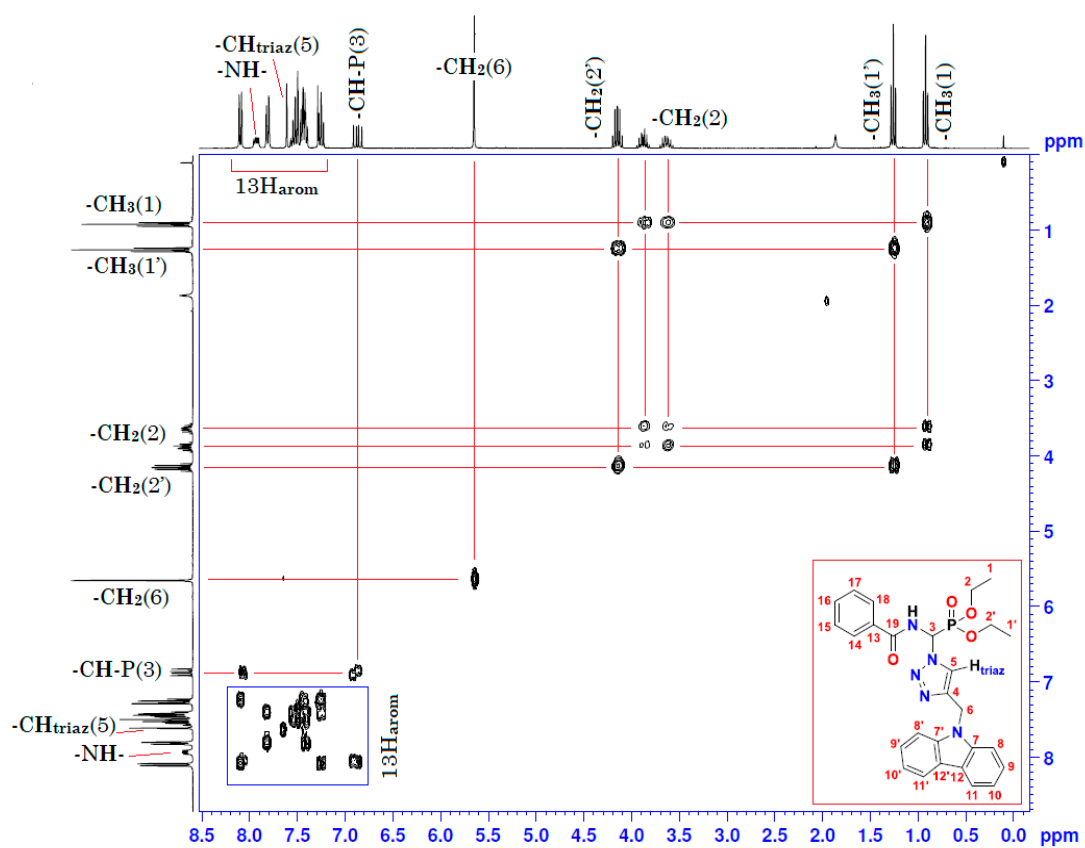 -CHtriaz(5)
-NH-
-CH-P(3)
-CH2(6)
-CH2(2')
-CH2(2)
-CH3(1')
-CH3(1)
ppm
13Harom
-CH3(1)
-CH3(1')
-CH2(2)
-CH2(2')
-CH2(6)
-CH-P(3)
-CHtriaz(5)
-NH-
13Harom
1
2
3
4
5
6
7
8
1
2
O
17
16
18
H
P
O
2'
15
13
19
N
3
O
1'
14
O
N
5
Htriaz
N
N
4
6
8'
7'
N
7
8
9'
9
10'
12'
12
11'
11
10
8.5 8.0 7.5 7.0 6.5 6.0 5.5 5.0 4.5 4.0 3.5 3.0 2.5 2.0 1.5 1.0 0.5 0.0 ppm